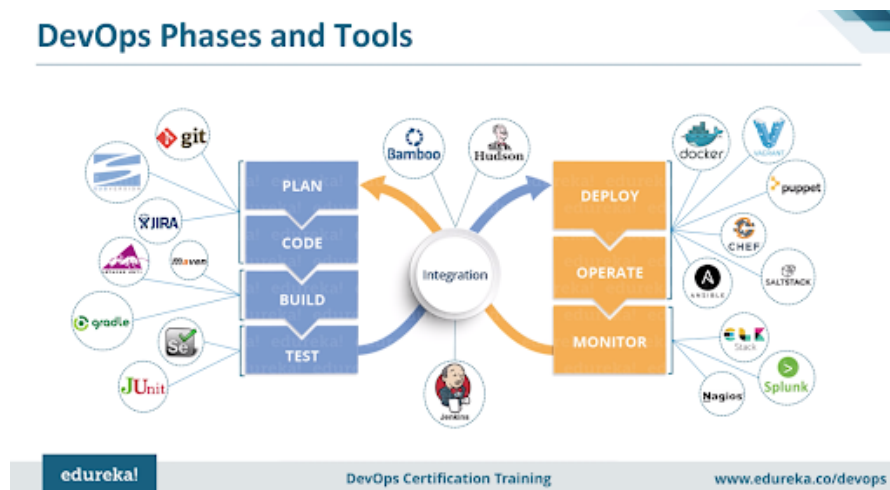 DevOps Phases and Tools
git
Bamboo
Hudson
docker
VAGRANT
PLAN
DEPLOY
puppet
JIRA
CODE
CHEF
maven
Integration
OPERATE
ANSIBLE
SALTSTACK
BUILD
gradle
MONITOR
ELK
Stack
Se
TEST
JUnit
Splunk
Nagios
Jenkins
edureka!
DevOps Certification Training
www.edureka.co/devops